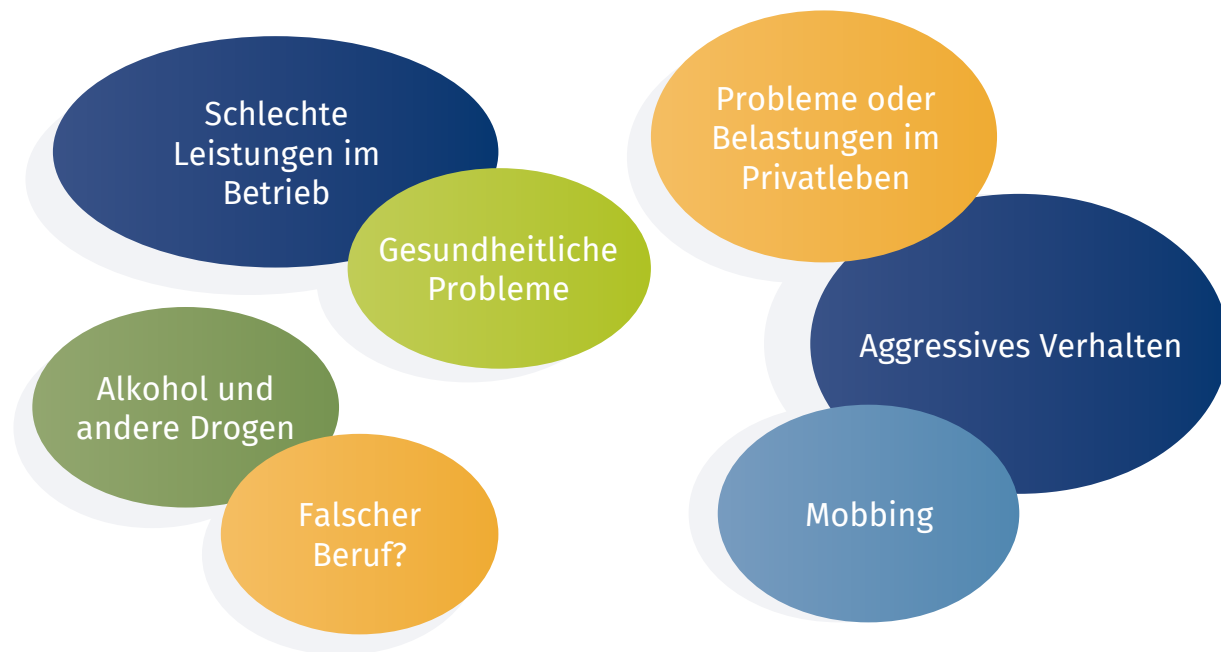 Schlechte
Leistungen im
Betrieb
Probleme oder
Belastungen im
Privatleben
Gesundheitliche
Probleme
Aggressives Verhalten
Alkohol und
andere Drogen
Falscher
Beruf?
Mobbing